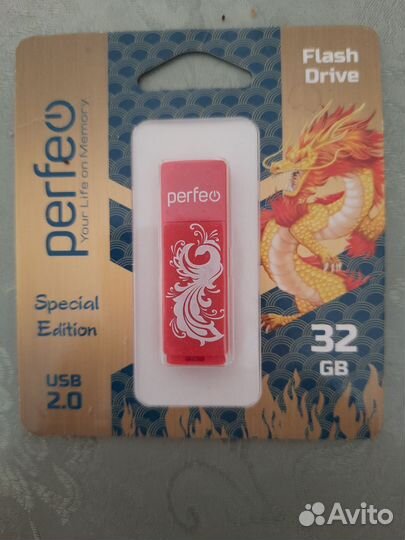 Flash
Drive
perfeo
Your Life on Memory
perfeo
Special
Edition
32
GB
USB
2.0
Avito